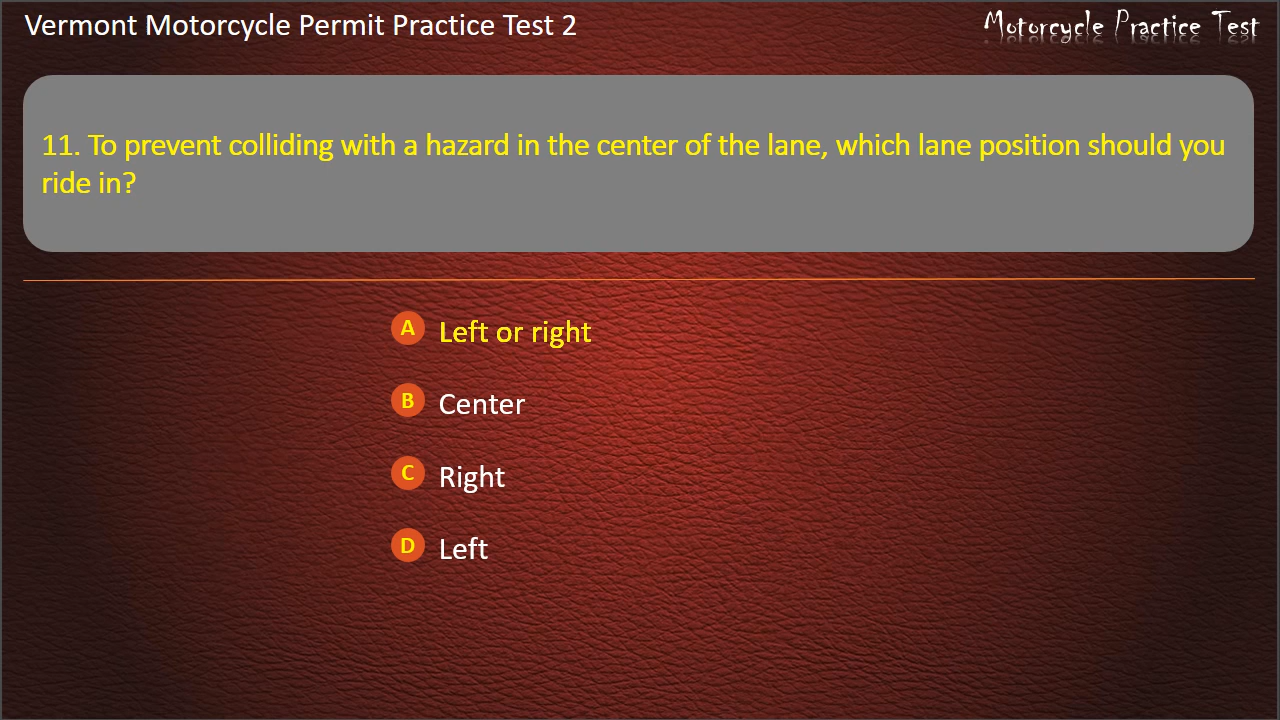 Vermont Motorcycle Permit Practice Test 2
Motorcycle Practice Test
11. To prevent colliding with a hazard in the center of the lane, which lane position should you
ride in?
A Left or right
B Center
C Right
D Left